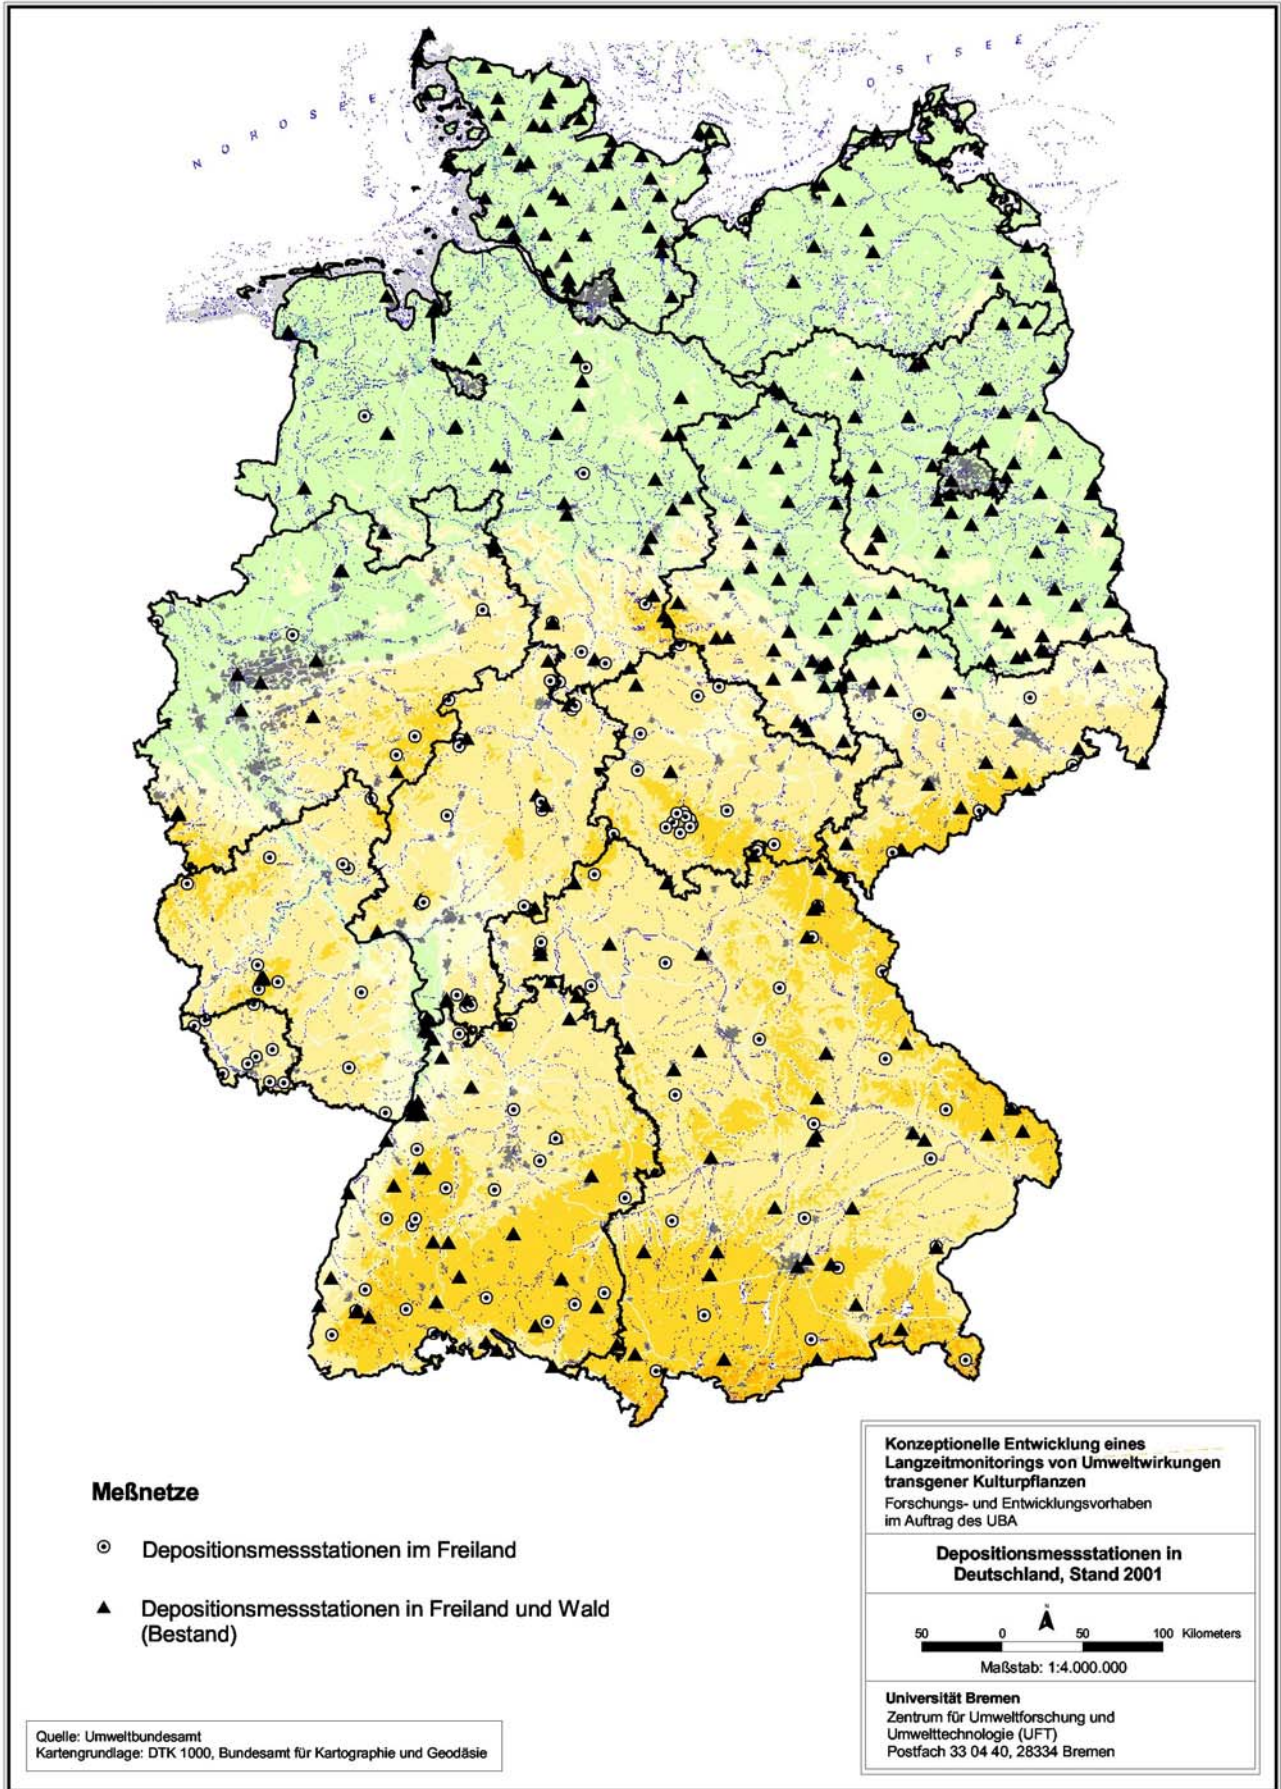 NORDSEE
OSTSEE
Meßnetze
Depositionsmessstationen im Freiland
Depositionsmessstationen in Freiland und Wald
(Bestand)
Quelle: Umweltbundesamt
Kartengrundlage: DTK 1000, Bundesamt für Kartographie und Geodäsie
Konzeptionelle Entwicklung eines
Langzeitmonitorings von Umweltwirkungen
transgener Kulturpflanzen
Forschungs- und Entwicklungsvorhaben
im Auftrag des UBA
Depositionsmessstationen in
Deutschland, Stand 2001
N
50 0 50 100 Kilometers
Maßstab: 1:4.000.000
Universität Bremen
Zentrum für Umweltforschung und
Umwelttechnologie (UFT)
Postfach 33 04 40, 28334 Bremen